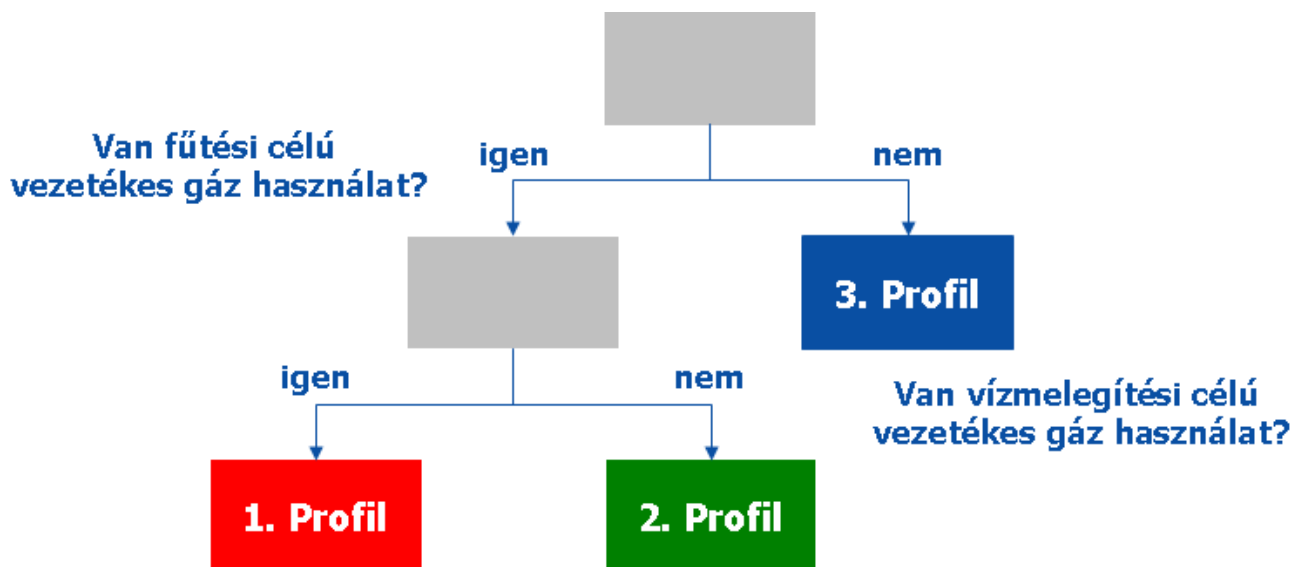 Van fűtési célú
vezetékes gáz használat?
igen
nem
3. Profil
igen
nem
Van vízmelegítési célú
vezetékes gáz használat?
1. Profil
2. Profil